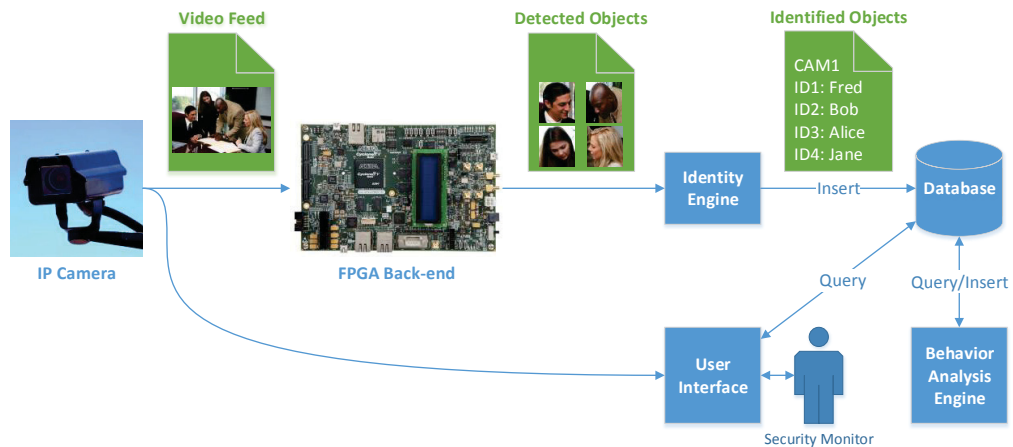 Video Feed
Detected Objects
Identified Objects
CAM1
ID1: Fred
ID2: Bob
ID3: Alice
ID4: Jane
IP Camera
FPGA Back-end
Identity
Engine
Insert
Database
Query
Query/Insert
User
Interface
Security Monitor
Behavior
Analysis
Engine